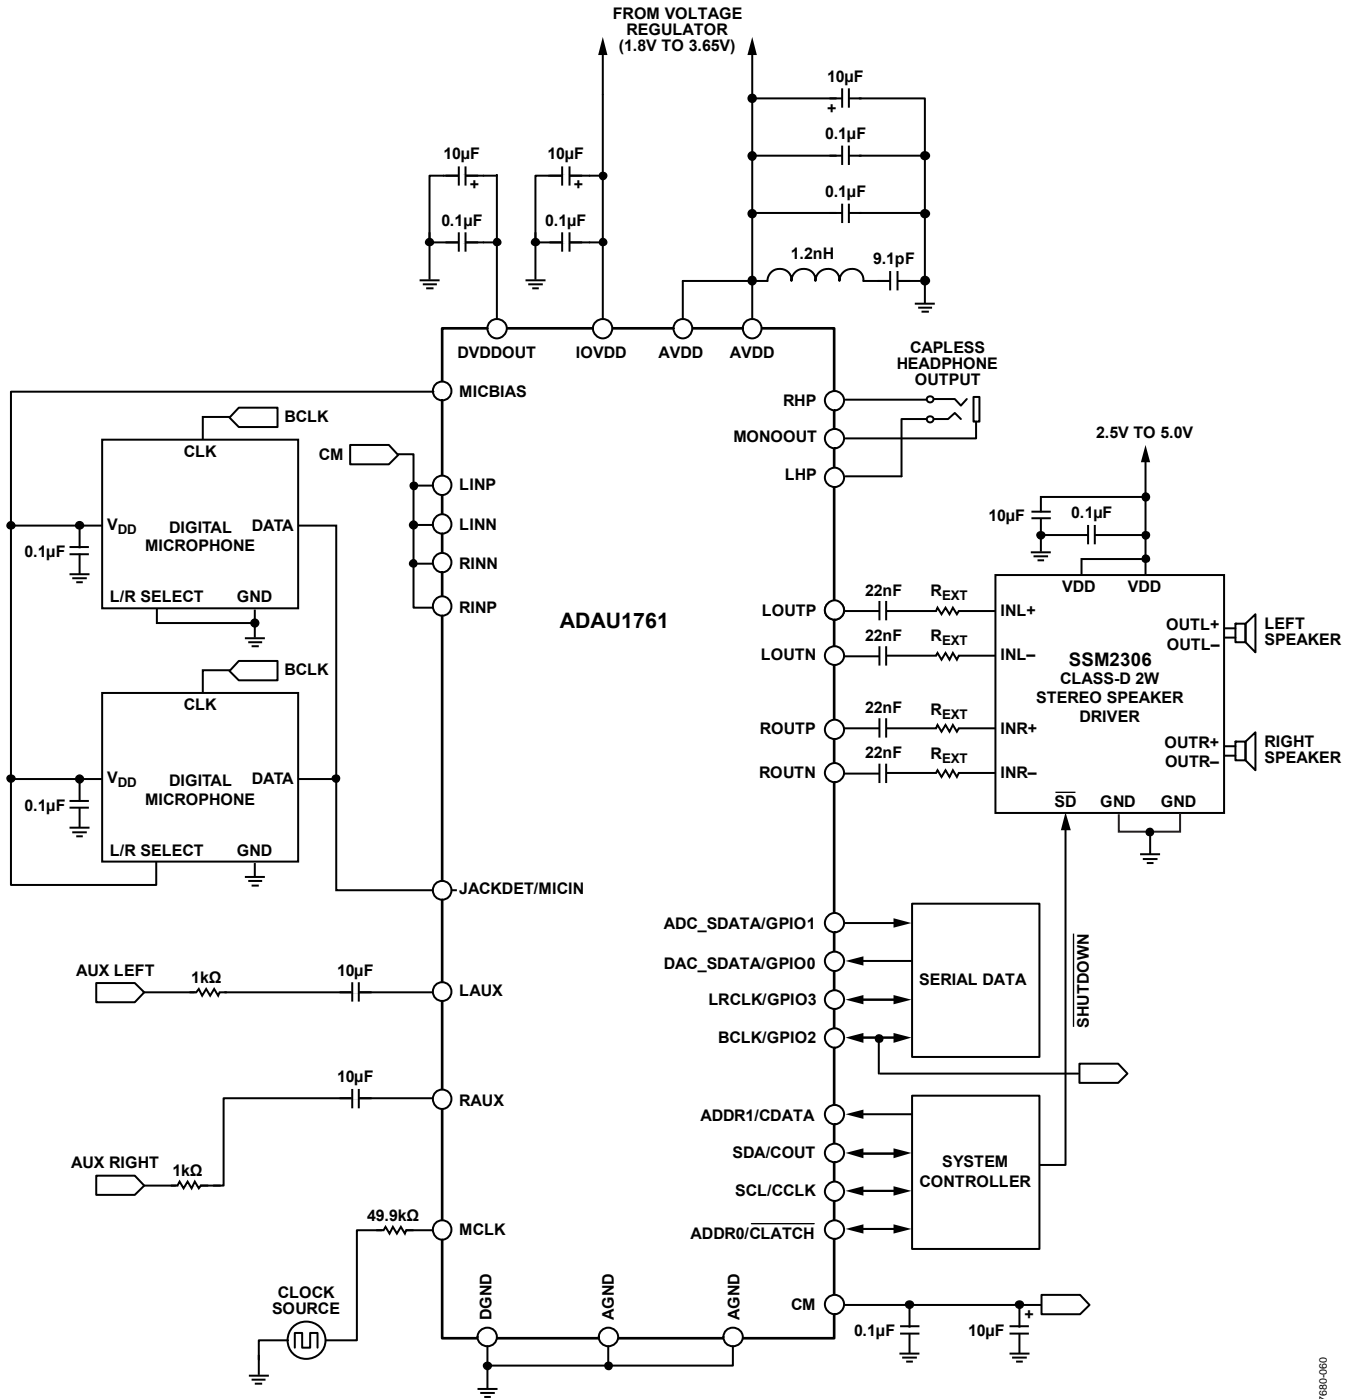 FROM VOLTAGE
REGULATOR
(1.8V TO 3.65V)
10µF
+
0.1µF
0.1µF
10µF
+
10µF
+
0.1µF
0.1µF
1.2nH
9.1pF
DVDDOUT
IOVDD
AVDD
AVDD
CAPLESS
HEADPHONE
OUTPUT
MICBIAS
RHP
MONOOUT
LHP
BCLK
CLK
CM
LINP
LINN
RINN
RINP
VDD
DIGITAL
MICROPHONE
DATA
0.1µF
L/R SELECT
GND
BCLK
CLK
VDD
DIGITAL
MICROPHONE
DATA
0.1µF
L/R SELECT
GND
ADAU1761
2.5V TO 5.0V
10µF
0.1µF
VDD
VDD
LOUTP
22nF
REXT
INL+
LOUTN
22nF
REXT
INL–
ROUTP
22nF
REXT
INR+
ROUTN
22nF
REXT
INR–
SSM2306
CLASS-D 2W
STEREO SPEAKER
DRIVER
OUTL+
OUTL–
LEFT
SPEAKER
OUTR+
OUTR–
RIGHT
SPEAKER
SD
GND
GND
SHUTDOWN
JACKDET/MICIN
AUX LEFT
1kΩ
10µF
LAUX
10µF
RAUX
AUX RIGHT
1kΩ
49.9kΩ
MCLK
CLOCK
SOURCE
ADC_SDATA/GPIO1
DAC_SDATA/GPIO0
LRCLK/GPIO3
BCLK/GPIO2
SERIAL DATA
ADDR1/CDATA
SDA/COUT
SCL/CCLK
ADDR0/CLATCH
SYSTEM
CONTROLLER
DGND
AGND
AGND
CM
0.1µF
10µF
+
7680-060